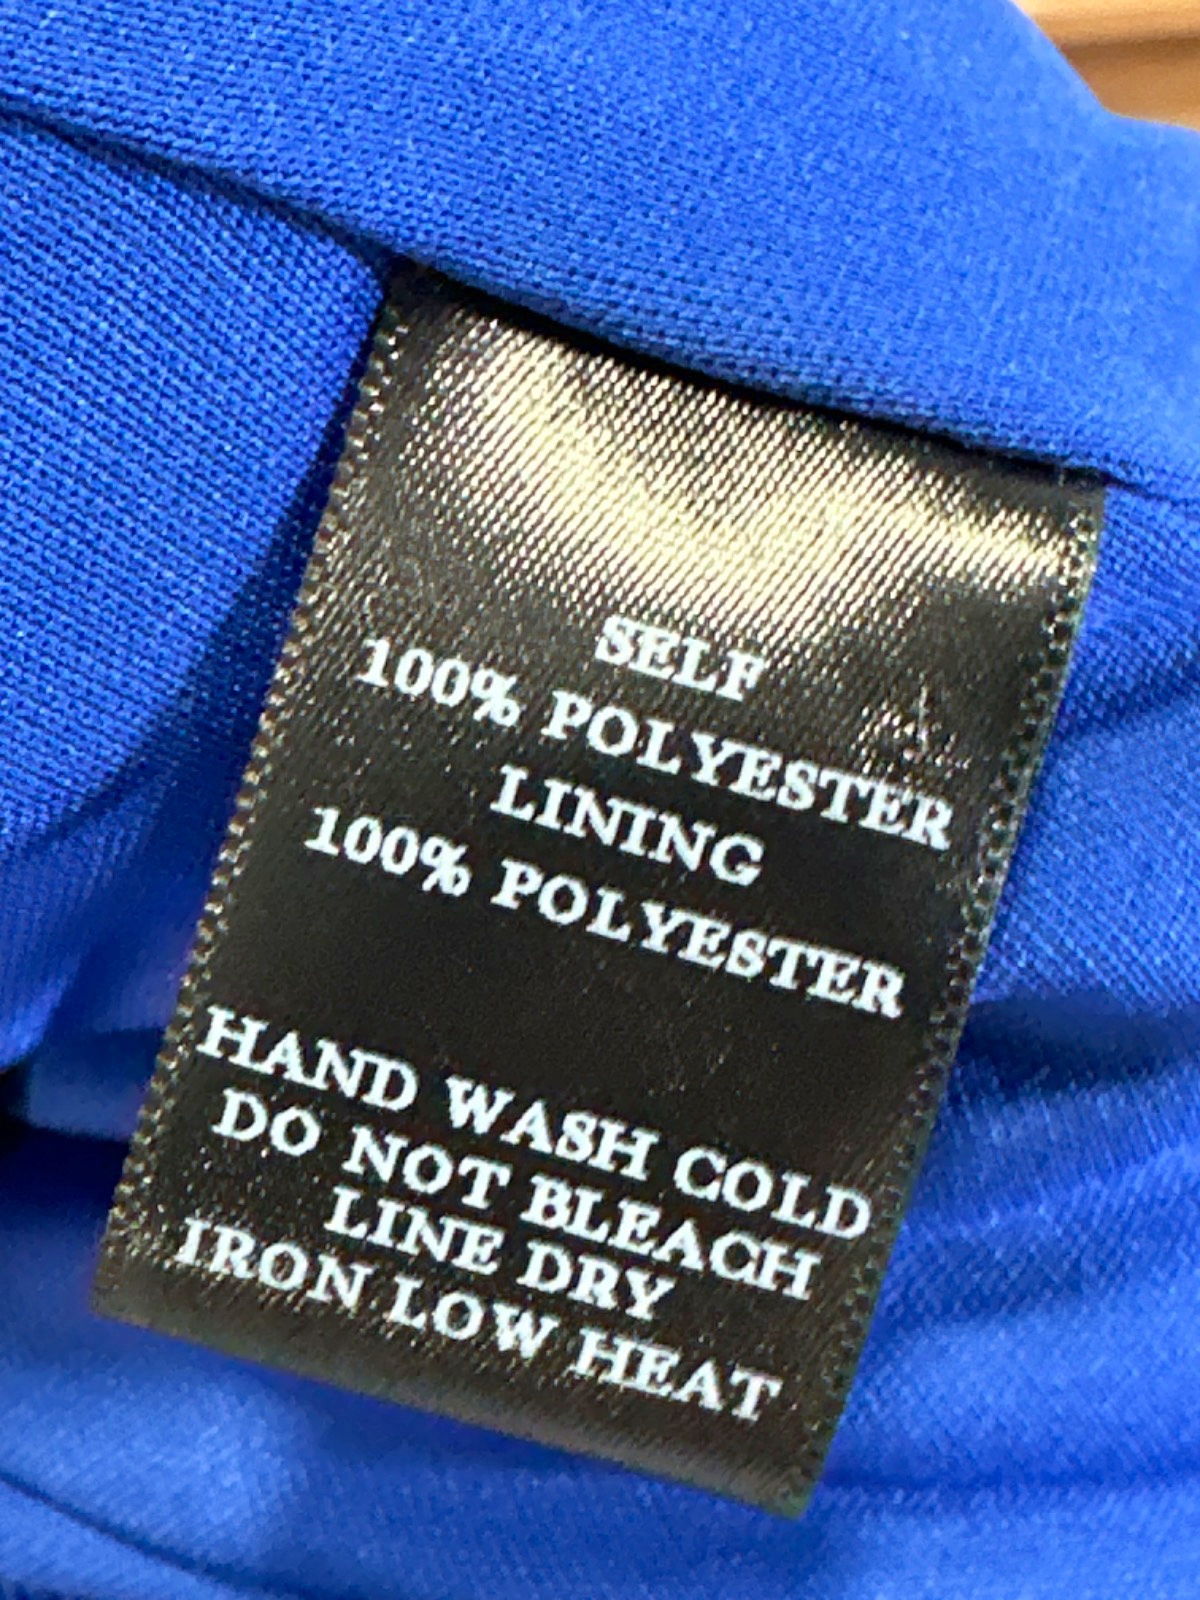 SELF
100% POLYESTER
LINING
100% POLYESTER
HAND WASH COLD
DO NOT BLEACH
LINE DRY
IRON LOW HEAT